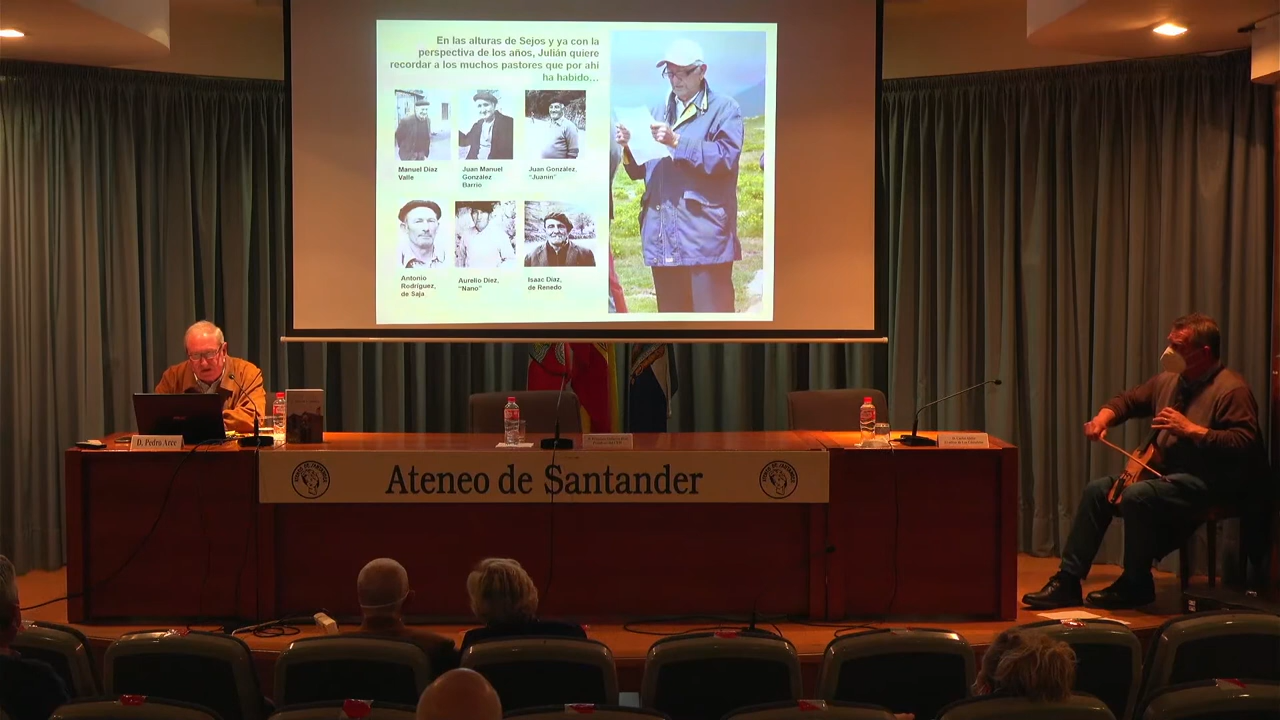 En las alturas de Sejos y ya con la
perspectiva de los años, Julián quiere
recordar a los muchos pastores que por ahí
ha habido...
Manuel Díaz
Valle
Juan Manuel
González
Barrio
Juan González,
"Juanín"
Antonio
Rodríguez,
de Saja
Aurelio Díez,
"Nano"
Isaac Díaz,
de Renedo
D. Pedro Arce
Ateneo de Santander